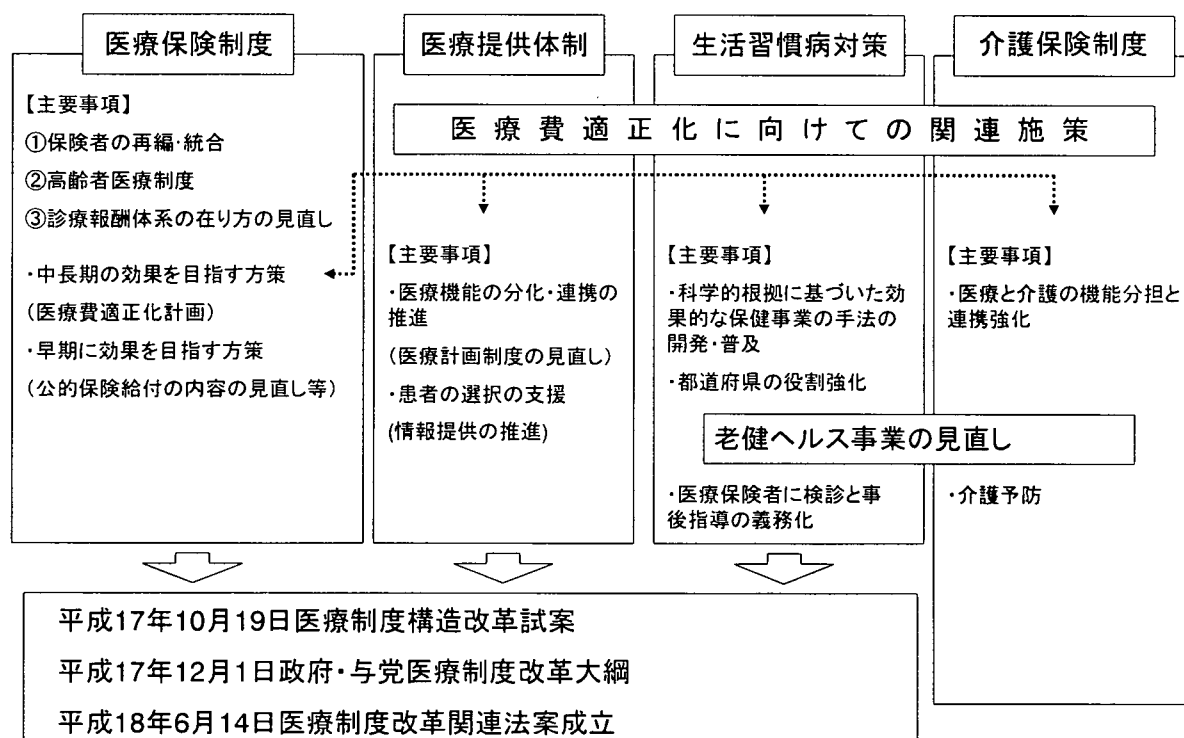 医療保険制度
【主要事項】
①保険者の再編・統合
②高齢者医療制度
③診療報酬体系の在り方の見直し
・中長期の効果を目指す方策
(医療費適正化計画)
・早期に効果を目指す方策
(公的保険給付の内容の見直し等)
医療提供体制
生活習慣病対策
介護保険制度
医療費適正化に向けての関連施策
【主要事項】
・医療機能の分化・連携の
推進
(医療計画制度の見直し)
・患者の選択の支援
(情報提供の推進)
【主要事項】
・科学的根拠に基づいた効
果的な保健事業の手法の
開発・普及
・都道府県の役割強化
【主要事項】
・医療と介護の機能分担と
連携強化
老健ヘルス事業の見直し
・医療保険者に検診と事
後指導の義務化
・介護予防
平成17年10月19日医療制度構造改革試案
平成17年12月1日政府・与党医療制度改革大綱
平成18年6月14日医療制度改革関連法案成立